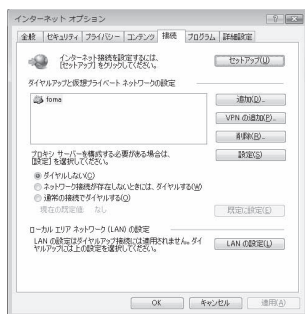 インターネット オプション
全般 セキュリティ プライバシー コンテンツ 接続 プログラム 詳細設定
インターネット接続を設定するには、
[セットアップ] をクリックしてください。
セットアップ(U)
ダイヤルアップと仮想プライベート ネットワークの設定
foma
追加(D)...
VPN の追加(P)...
削除(R)...
プロキシ サーバーを構成する必要がある場合は、
[設定] を選択してください。
設定(S)
ダイヤルしない(C)
ネットワーク接続が存在しないときには、ダイヤルする(W)
通常の接続でダイヤルする(O)
現在の既定値: なし
既定に設定(E)
ローカル エリア ネットワーク (LAN) の設定
LAN の設定はダイヤルアップ接続には適用されません。ダイ
ヤルアップには上の設定を選択してください。
LAN の設定(L)
OK キャンセル 適用(A)